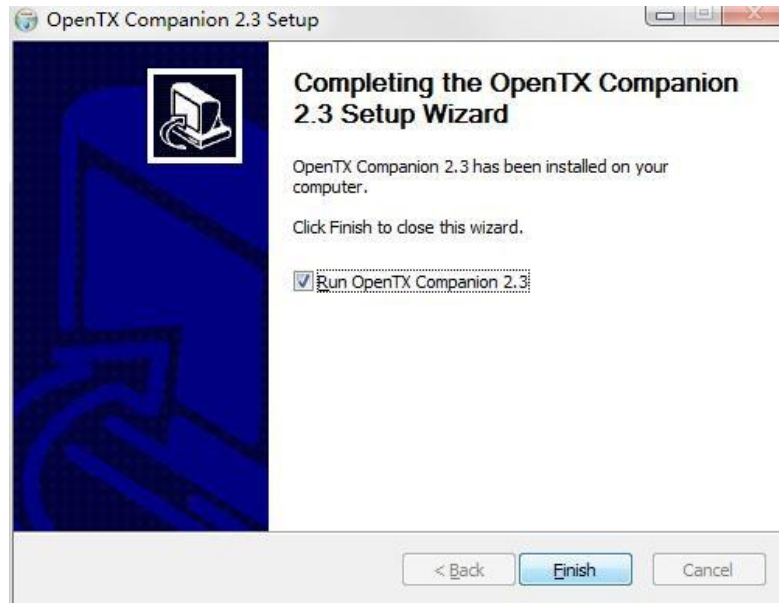 OpenTX Companion 2.3 Setup
Completing the OpenTX Companion
2.3 Setup Wizard
OpenTX Companion 2.3 has been installed on your
computer.
Click Finish to close this wizard.
Run OpenTX Companion 2.3
< Back
Finish
Cancel